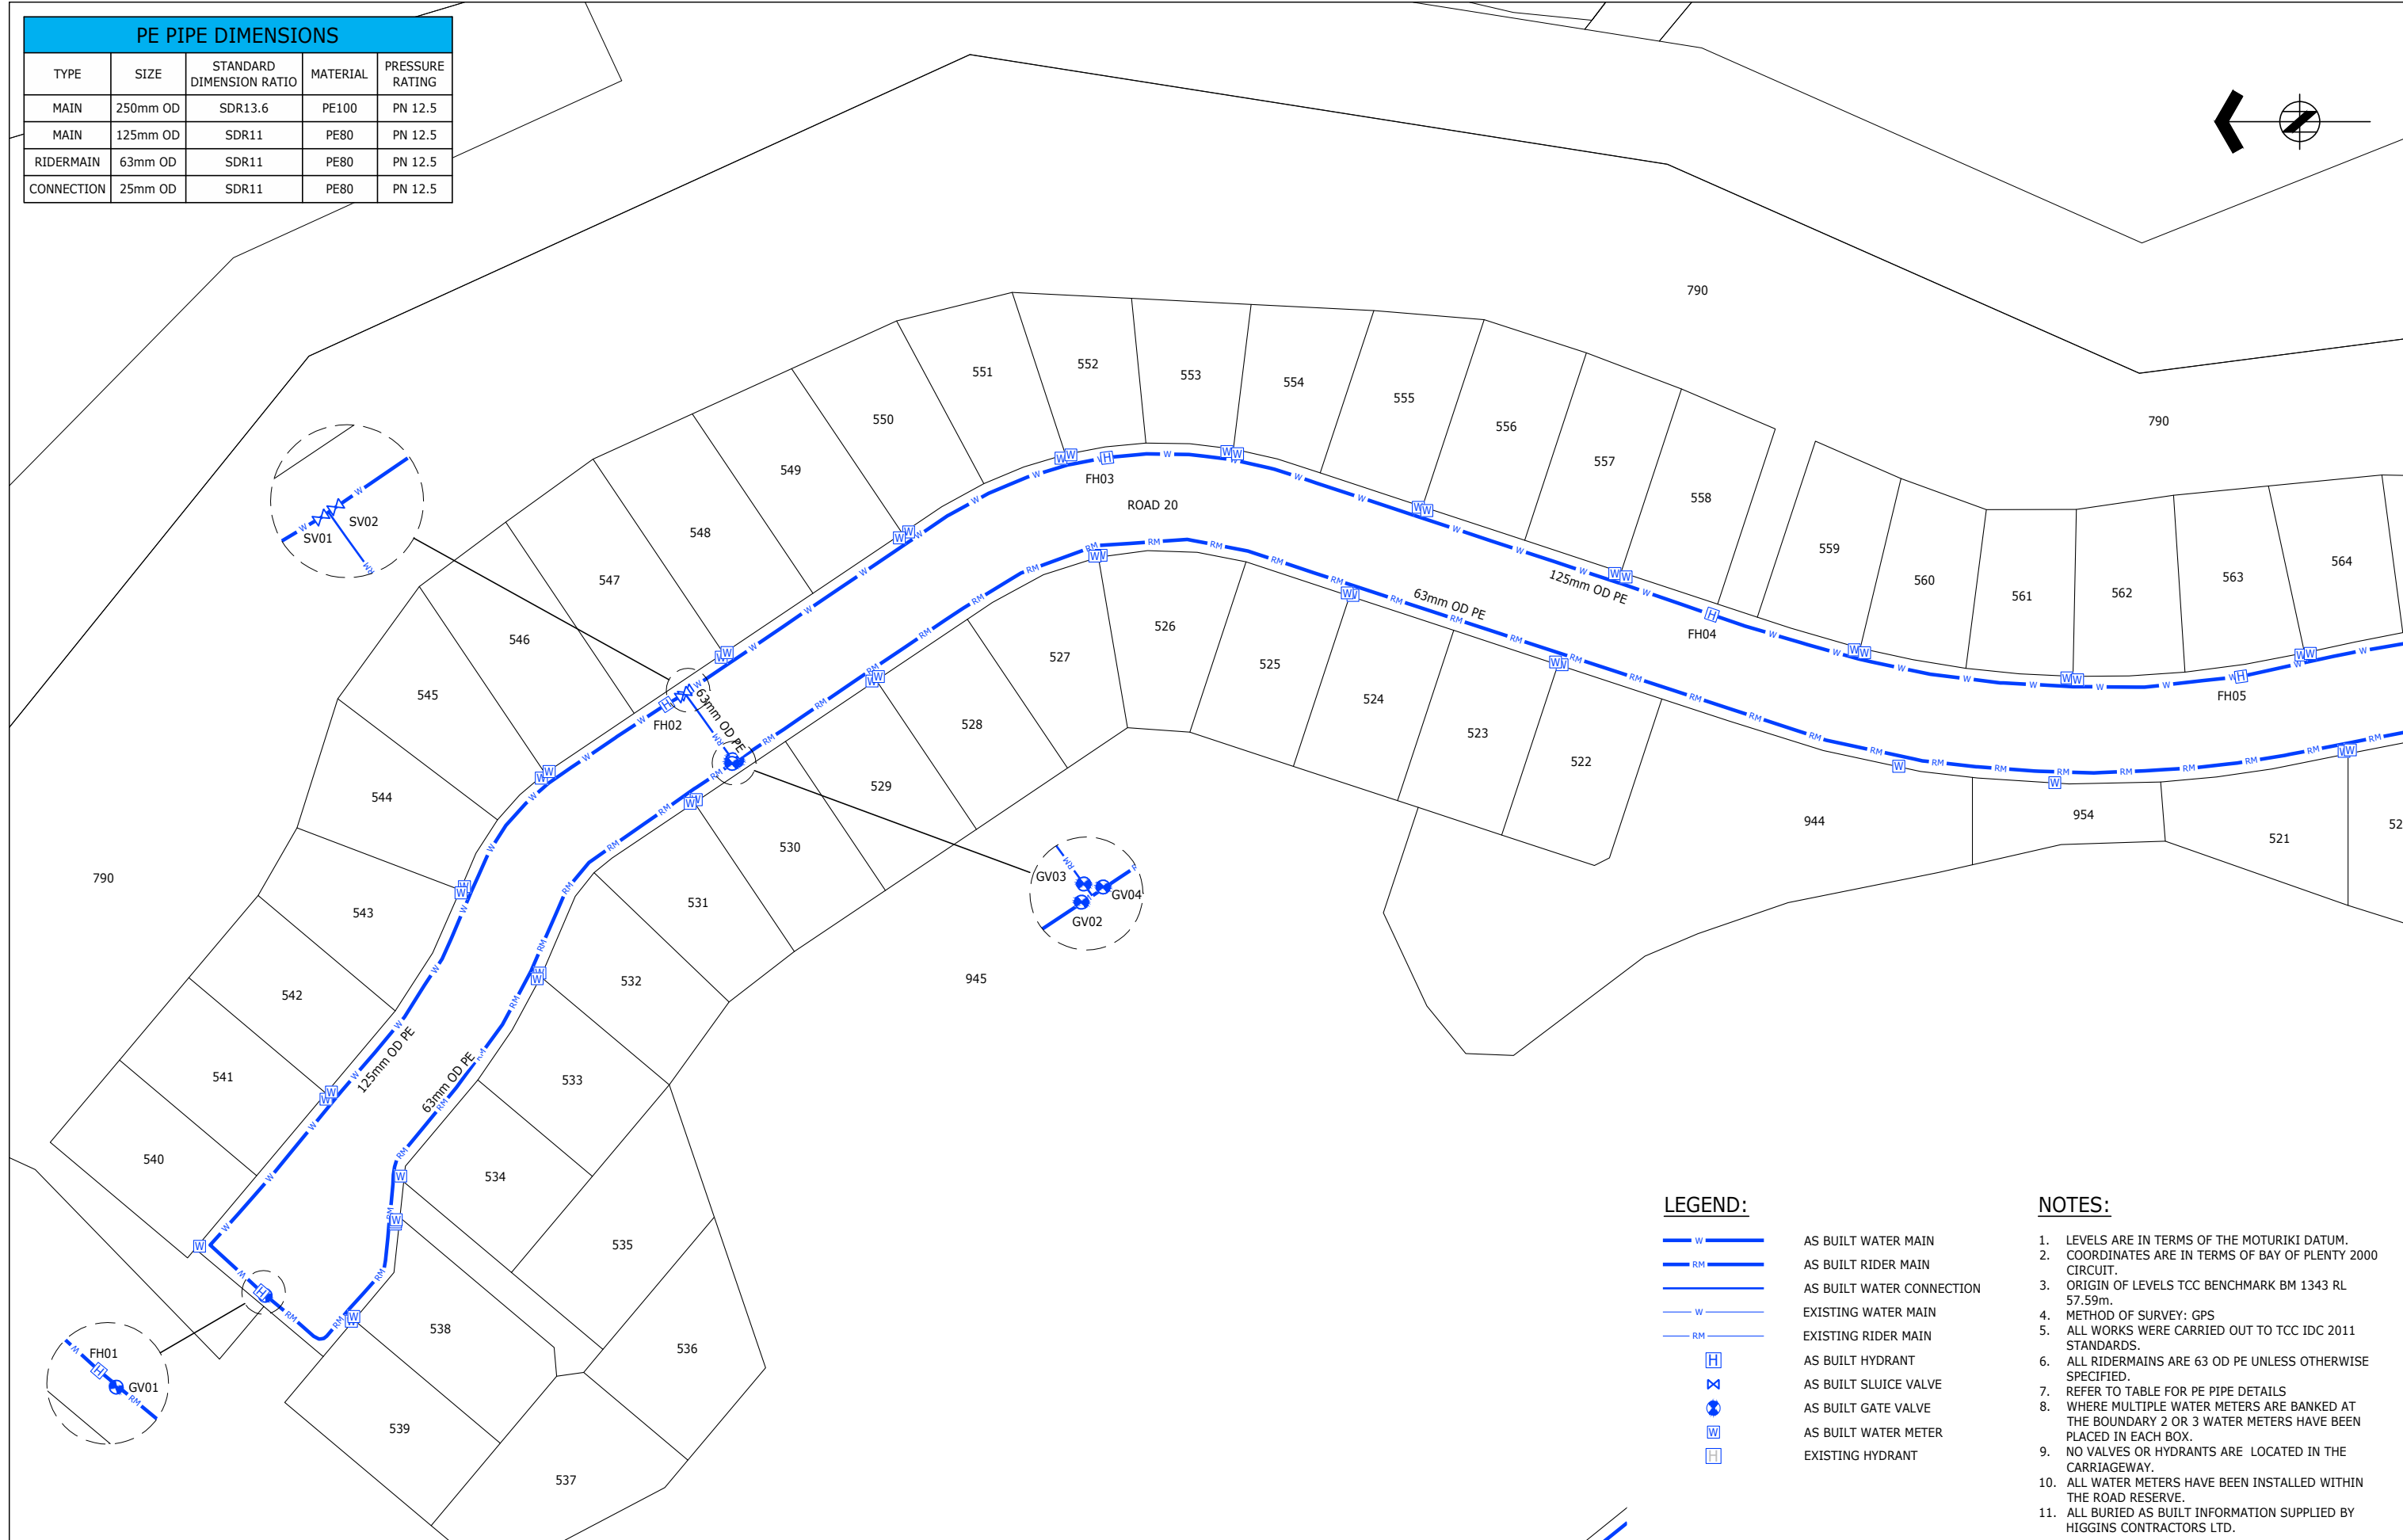 PE PIPE DIMENSIONS
TYPE SIZE STANDARD DIMENSION RATIO MATERIAL PRESSURE RATING
MAIN 250mm OD SDR13.6 PE100 PN 12.5
MAIN 125mm OD SDR11 PE80 PN 12.5
RIDERMAIN 63mm OD SDR11 PE80 PN 12.5
CONNECTION 25mm OD SDR11 PE80 PN 12.5
790
790
790
551
552
553
554
555
556
557
558
550
549
548
547
546
545
544
543
542
541
540
559
560
561
562
563
564
FH03
ROAD 20
125mm OD PE
63mm OD PE
FH04
FH05
SV02
SV01
FH02
63mm OD PE
526
527
528
529
530
531
532
533
534
535
536
537
538
539
525
524
523
522
944
954
521
52
945
GV03
GV04
GV02
125mm OD PE
63mm OD PE
FH01
GV01
LEGEND:
W AS BUILT WATER MAIN
RM AS BUILT RIDER MAIN
AS BUILT WATER CONNECTION
W EXISTING WATER MAIN
RM EXISTING RIDER MAIN
H AS BUILT HYDRANT
AS BUILT SLUICE VALVE
AS BUILT GATE VALVE
W AS BUILT WATER METER
H EXISTING HYDRANT
NOTES:
1. LEVELS ARE IN TERMS OF THE MOTURIKI DATUM.
2. COORDINATES ARE IN TERMS OF BAY OF PLENTY 2000
CIRCUIT.
3. ORIGIN OF LEVELS TCC BENCHMARK BM 1343 RL
57.59m.
4. METHOD OF SURVEY: GPS
5. ALL WORKS WERE CARRIED OUT TO TCC IDC 2011
STANDARDS.
6. ALL RIDERMAINS ARE 63 OD PE UNLESS OTHERWISE
SPECIFIED.
7. REFER TO TABLE FOR PE PIPE DETAILS
8. WHERE MULTIPLE WATER METERS ARE BANKED AT
THE BOUNDARY 2 OR 3 WATER METERS HAVE BEEN
PLACED IN EACH BOX.
9. NO VALVES OR HYDRANTS ARE LOCATED IN THE
CARRIAGEWAY.
10. ALL WATER METERS HAVE BEEN INSTALLED WITHIN
THE ROAD RESERVE.
11. ALL BURIED AS BUILT INFORMATION SUPPLIED BY
HIGGINS CONTRACTORS LTD.